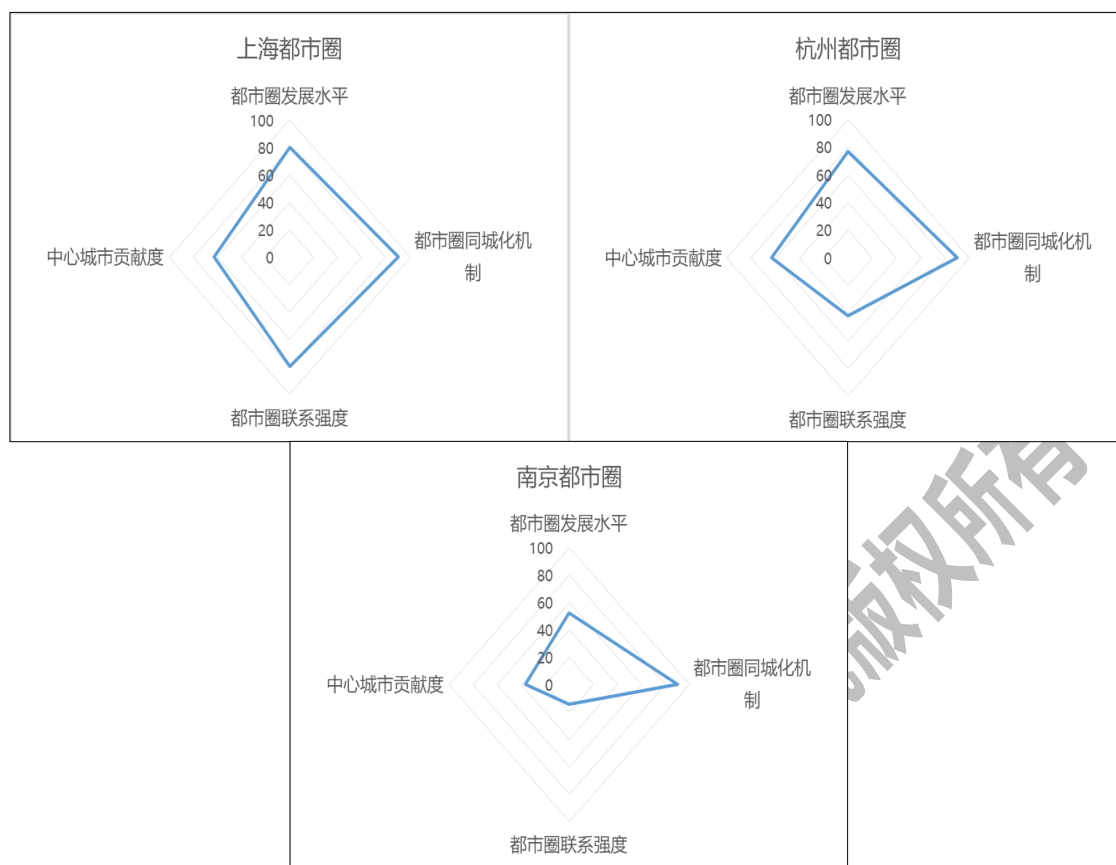 上海都市圈
都市圈发展水平
100
80
60
40
20
0
中心城市贡献度
都市圈同城化机
制
都市圈联系强度
杭州都市圈
都市圈发展水平
100
80
60
40
20
0
中心城市贡献度
都市圈同城化机
制
都市圈联系强度
南京都市圈
都市圈发展水平
100
80
60
40
20
0
中心城市贡献度
都市圈同城化机
制
都市圈联系强度
版权所有